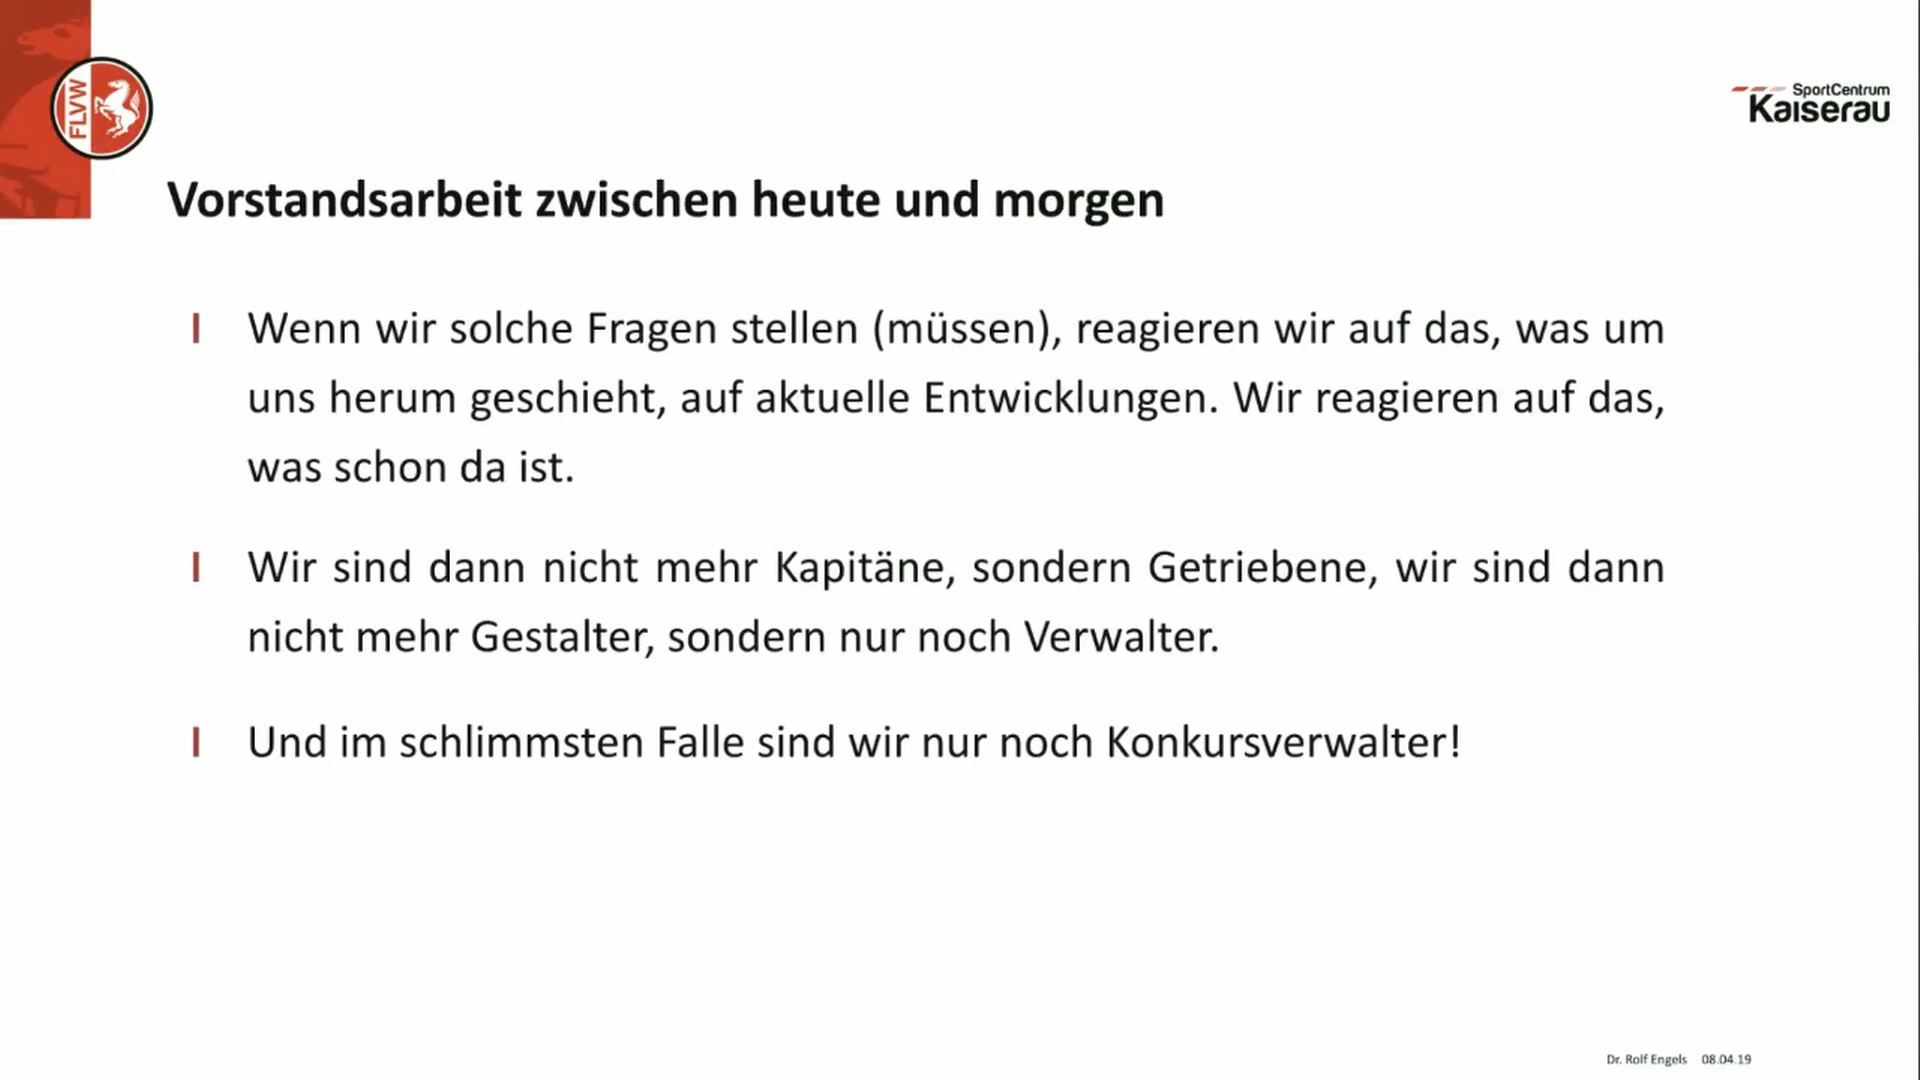 FLVW
SportCentrum
Kaiserau
Vorstandsarbeit zwischen heute und morgen
I Wenn wir solche Fragen stellen (müssen), reagieren wir auf das, was um
uns herum geschieht, auf aktuelle Entwicklungen. Wir reagieren auf das,
was schon da ist.
I Wir sind dann nicht mehr Kapitäne, sondern Getriebene, wir sind dann
nicht mehr Gestalter, sondern nur noch Verwalter.
I Und im schlimmsten Falle sind wir nur noch Konkursverwalter!
Dr. Rolf Engels 08.04.19